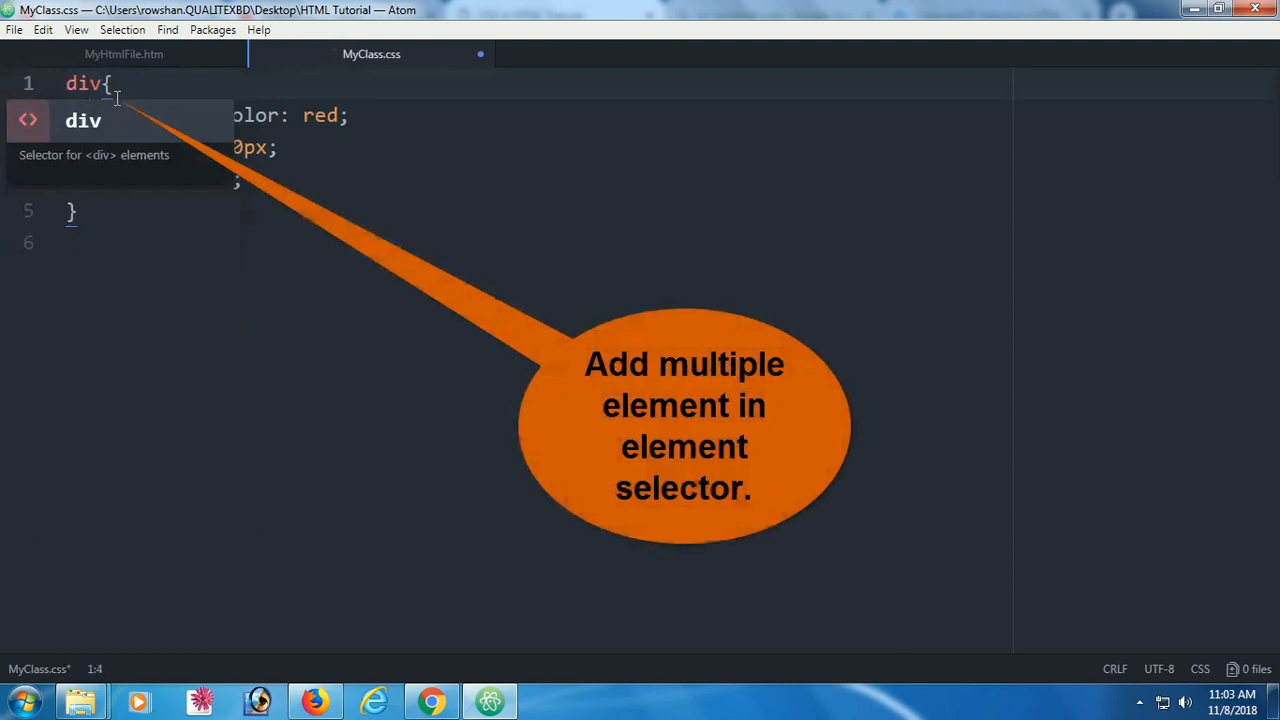 MyClass.css — C:\Users\rowshan.QUALITEXBD\Desktop\HTML Tutorial — Atom
File Edit View Selection Find Packages Help
MyHtmlFile.htm MyClass.css
1 div{
div
olor: red;
0px;
Selector for <div> elements
;
5 }
6
Add multiple
element in
element
selector.
MyClass.css* 1:4 CRLF UTF-8 CSS 0 files
11:03 AM
11/8/2018